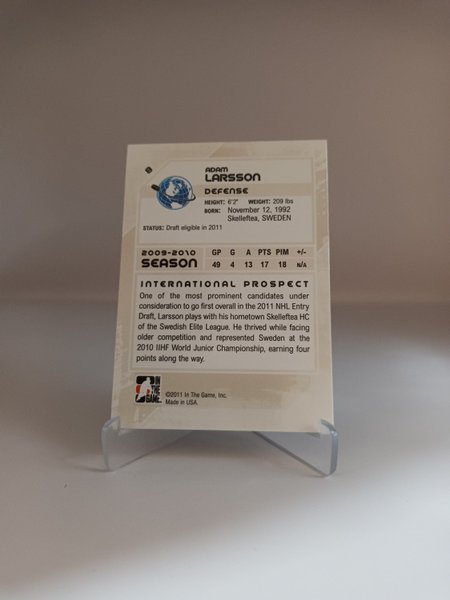 ADAM
LARSSON
DEFENSE
HEIGHT: 6'2" WEIGHT: 209 lbs
BORN: November 12, 1992
Skelleftea, SWEDEN
STATUS: Draft eligible in 2011
2009-2010 GP G A PTS PIM +/-
SEASON 49 4 13 17 18 N/A
INTERNATIONAL PROSPECT
One of the most prominent candidates under
consideration to go first overall in the 2011 NHL Entry
Draft, Larsson plays with his hometown Skelleftea HC
of the Swedish Elite League. He thrived while facing
older competition and represented Sweden at the
2010 IIHF World Junior Championship, earning four
points along the way.
IN
THE
GAME
©2011 In The Game, Inc.
Made in USA.